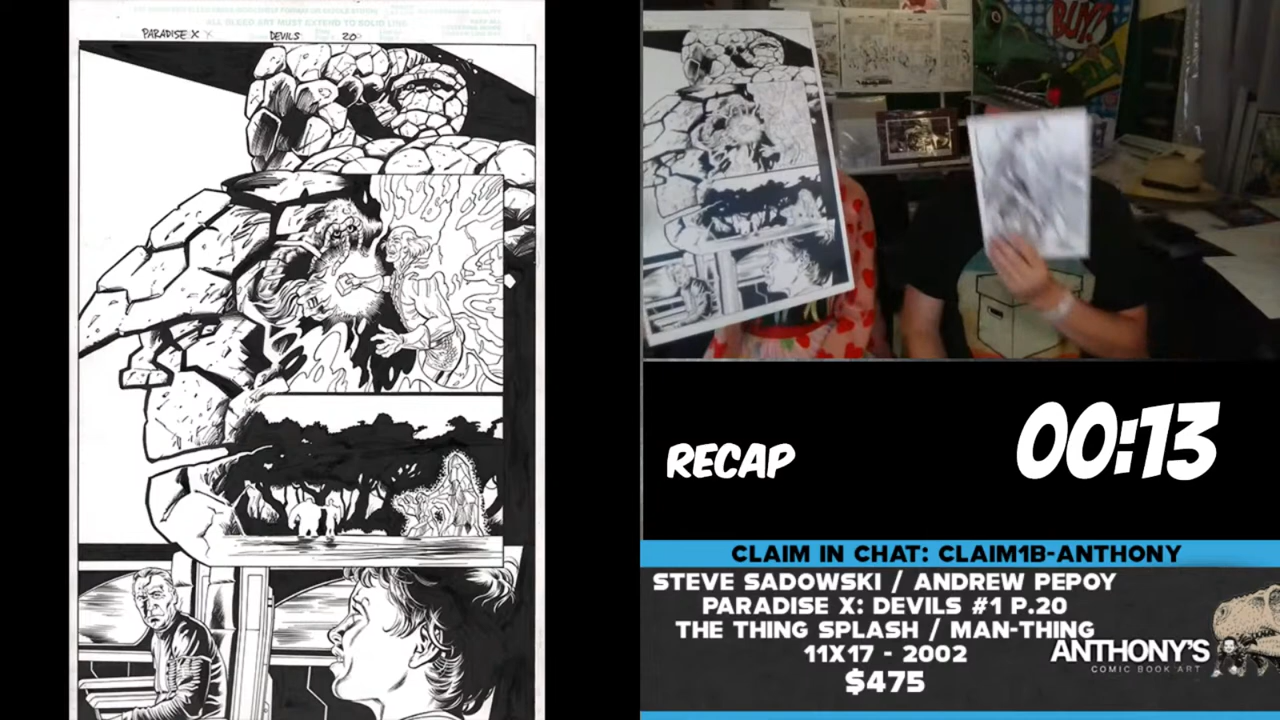 ALL BLEED ART MUST EXTEND TO SOLID LINE
PARADISE X
DEVILS
20
BUY!
RECAP
00:13
CLAIM IN CHAT: CLAIM1B-ANTHONY
STEVE SADOWSKI / ANDREW PEPOY
PARADISE X: DEVILS #1 P.20
THE THING SPLASH / MAN-THING
11X17 - 2002
$475
ANTHONY'S
COMIC BOOK ART